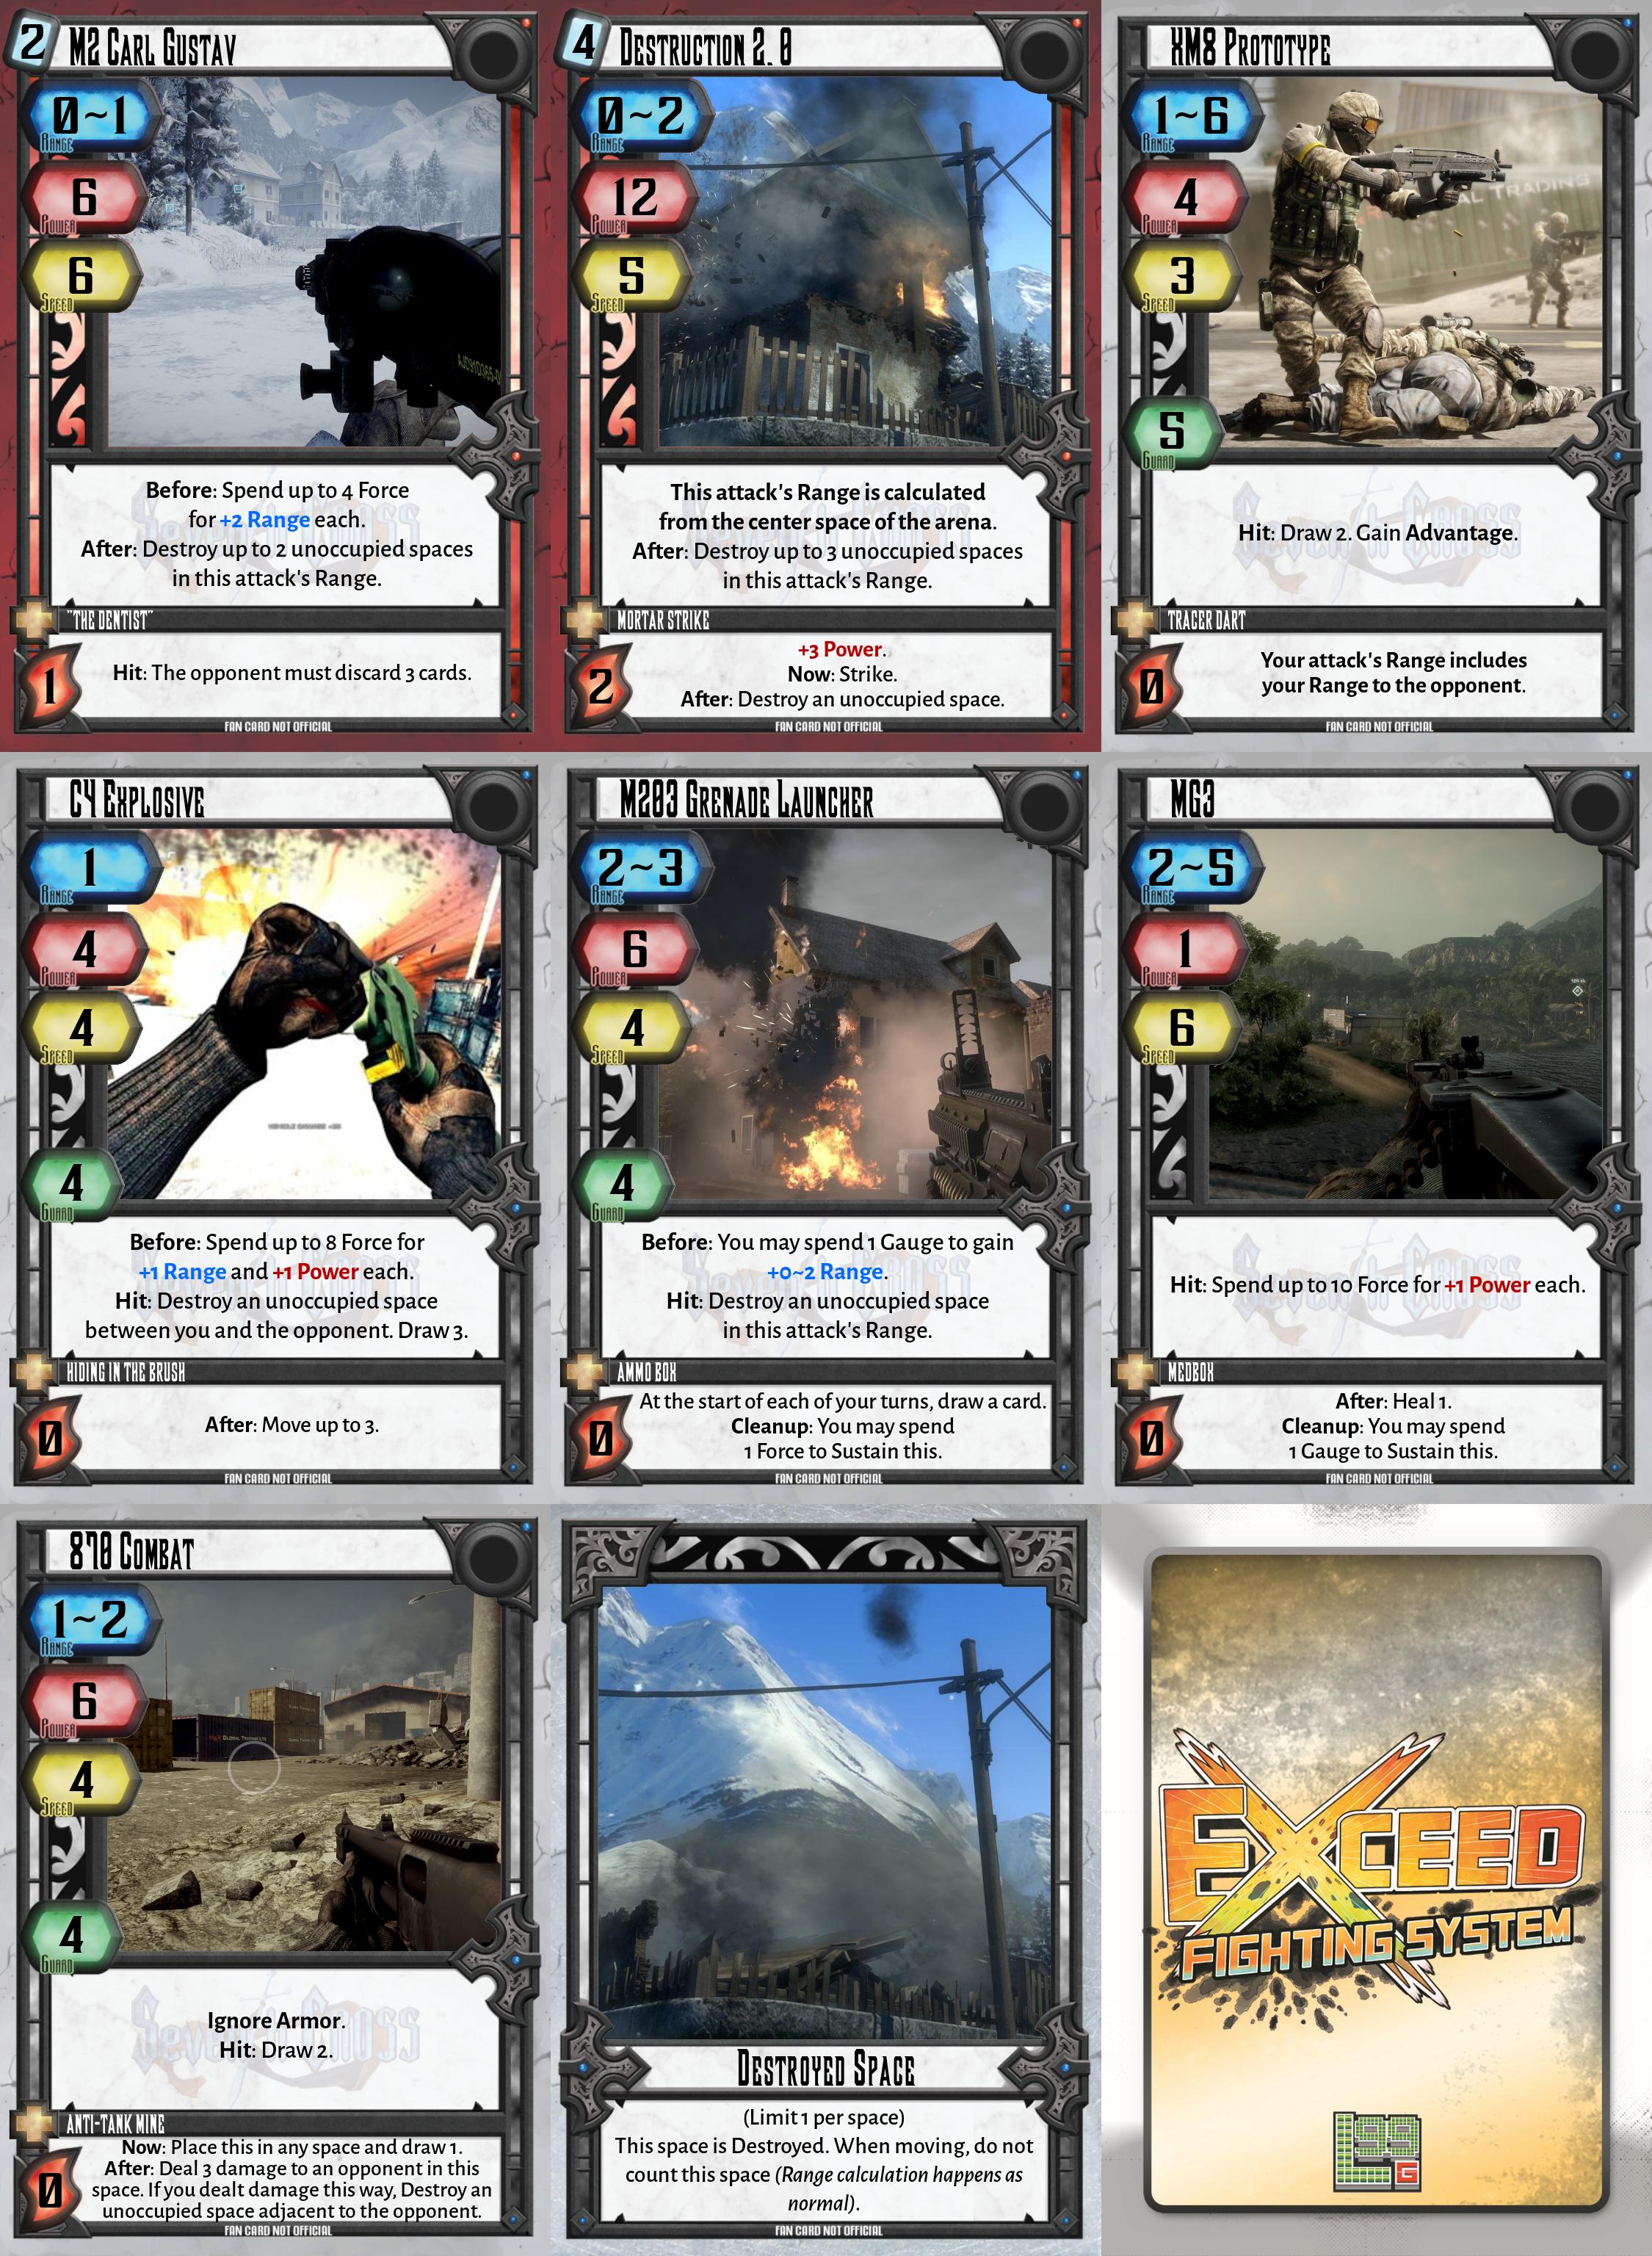 2
M2 Carl Gustav
0~1
Range
6
Power
6
Speed
Before: Spend up to 4 Force
for +2 Range each.
After: Destroy up to 2 unoccupied spaces
in this attack's Range.
"The Dentist"
1
Hit: The opponent must discard 3 cards.
FAN CARD NOT OFFICIAL
4
Destruction 2.0
0~2
Range
12
Power
5
Speed
This attack's Range is calculated
from the center space of the arena.
After: Destroy up to 3 unoccupied spaces
in this attack's Range.
Mortar Strike
2
+3 Power.
Now: Strike.
After: Destroy an unoccupied space.
FAN CARD NOT OFFICIAL
XM8 Prototype
1~6
Range
4
Power
3
Speed
5
Guard
TRADING
Hit: Draw 2. Gain Advantage.
Tracer Dart
0
Your attack's Range includes
your Range to the opponent.
FAN CARD NOT OFFICIAL
C4 Explosive
1
Range
4
Power
4
Speed
4
Guard
Before: Spend up to 8 Force for
+1 Range and +1 Power each.
Hit: Destroy an unoccupied space
between you and the opponent. Draw 3.
Hiding in the Brush
0
After: Move up to 3.
FAN CARD NOT OFFICIAL
M203 Grenade Launcher
2~3
Range
6
Power
4
Speed
4
Guard
Before: You may spend 1 Gauge to gain
+0~2 Range.
Hit: Destroy an unoccupied space
in this attack's Range.
Ammo Box
0
At the start of each of your turns, draw a card.
Cleanup: You may spend
1 Force to Sustain this.
FAN CARD NOT OFFICIAL
MG3
2~5
Range
1
Power
6
Speed
Hit: Spend up to 10 Force for +1 Power each.
Medbox
0
After: Heal 1.
Cleanup: You may spend
1 Gauge to Sustain this.
FAN CARD NOT OFFICIAL
870 Combat
1~2
Range
6
Power
4
Speed
4
Guard
Ignore Armor.
Hit: Draw 2.
Anti-Tank Mine
0
Now: Place this in any space and draw 1.
After: Deal 3 damage to an opponent in this
space. If you dealt damage this way, Destroy an
unoccupied space adjacent to the opponent.
FAN CARD NOT OFFICIAL
Destroyed Space
(Limit 1 per space)
This space is Destroyed. When moving, do not
count this space (Range calculation happens as
normal).
FAN CARD NOT OFFICIAL
EXCEED
FIGHTING SYSTEM
G